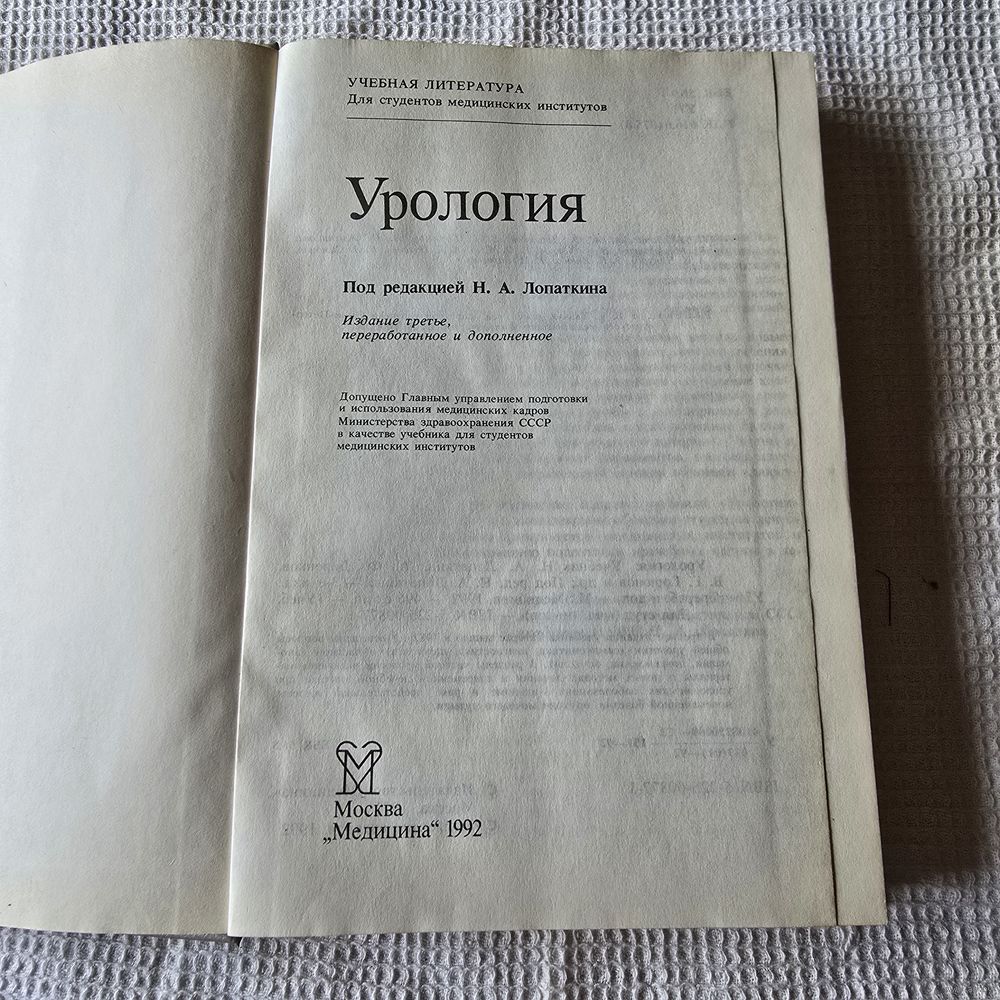 УЧЕБНАЯ ЛИТЕРАТУРА
Для студентов медицинских институтов
Урология
Под редакцией Н. А. Лопаткина
Издание третье,
переработанное и дополненное
Допущено Главным управлением подготовки
и использования медицинских кадров
Министерства здравоохранения СССР
в качестве учебника для студентов
медицинских институтов
Москва
„Медицина“ 1992